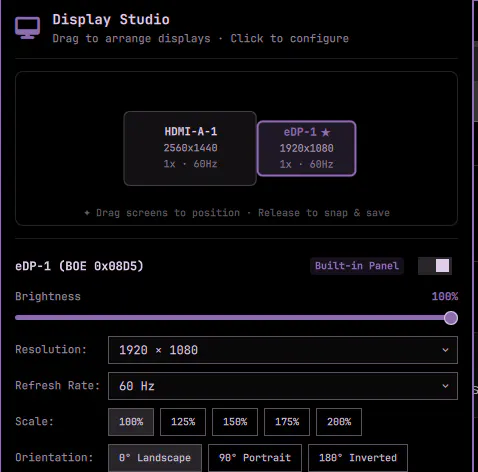 Display Studio
Drag to arrange displays · Click to configure
HDMI-A-1
2560x1440
1x · 60Hz
eDP-1 ★
1920x1080
1x · 60Hz
✦ Drag screens to position · Release to snap & save
eDP-1 (BOE 0x08D5)
Built-in Panel
Brightness
100%
Resolution:
1920 × 1080
Refresh Rate:
60 Hz
Scale:
100%
125%
150%
175%
200%
Orientation:
0° Landscape
90° Portrait
180° Inverted